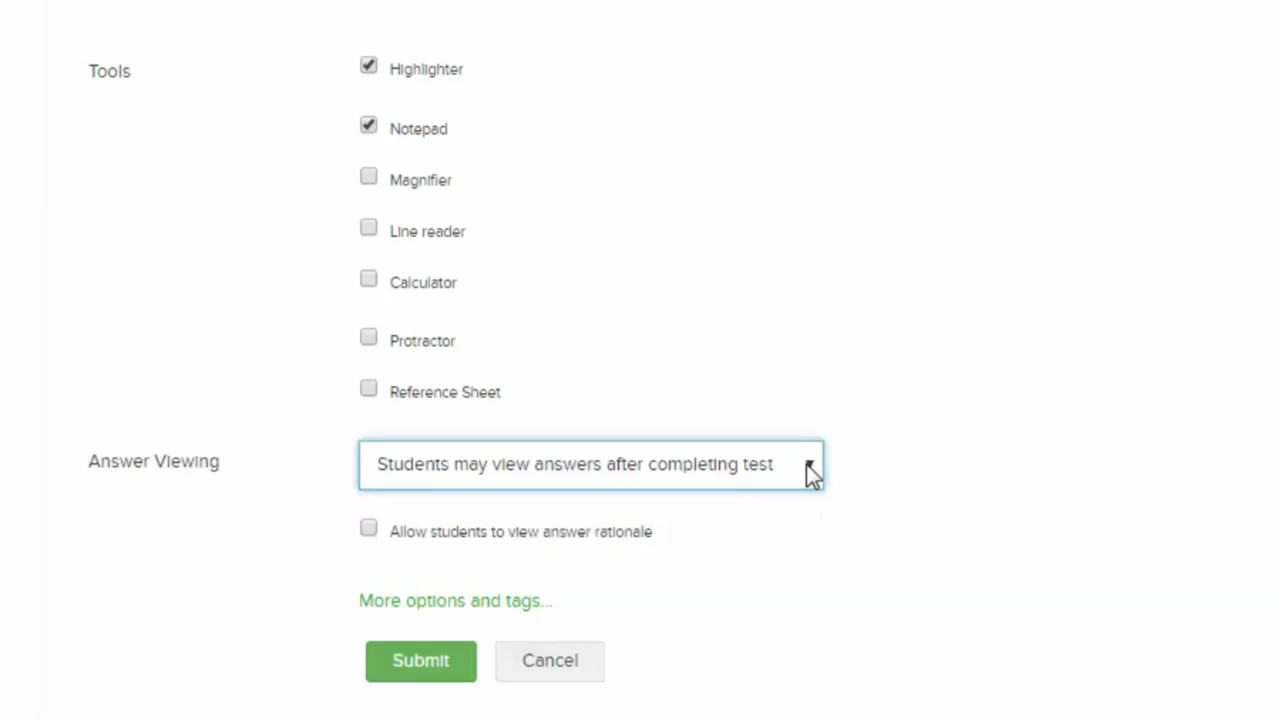 Tools
Highlighter
Notepad
Magnifier
Line reader
Calculator
Protractor
Reference Sheet
Answer Viewing
Students may view answers after completing test
Allow students to view answer rationale
More options and tags...
Submit
Cancel